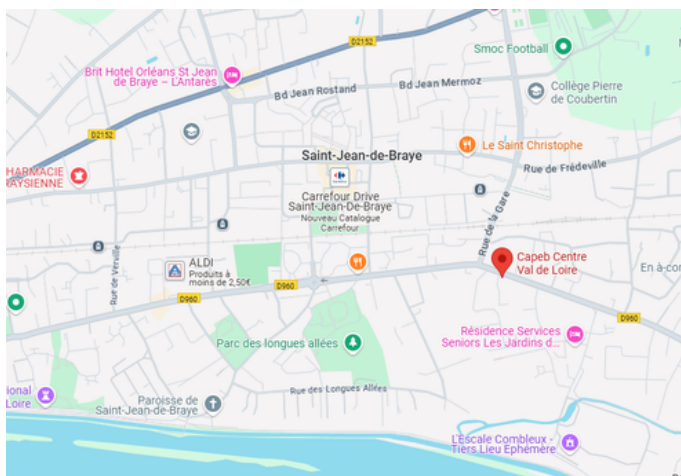 Smoc Football
D2152
Brit Hotel Orléans St Jean
de Braye – L'Antarès
Bd Jean Mermoz
Bd Jean Rostand
Collège Pierre
de Coubertin
D2152
Le Saint Christophe
Saint-Jean-de-Braye
Rue de Frédeville
HARMACIE
RAYSIENNE
Carrefour Drive
Saint-Jean-De-Braye
Nouveau Catalogue
Carrefour
Rue de la Gare
Capeb Centre
Val de Loire
En à-co
Rue de Verville
ALDI
Produits à
moins de 2,50€
D960
D960
D960
Résidence Services
Seniors Les Jardins d...
Parc des longues allées
Rue des Longues Allées
ional
Loire
Paroisse de
Saint-Jean-de-Braye
L'Escale Combleux -
Tiers Lieu Ephémère